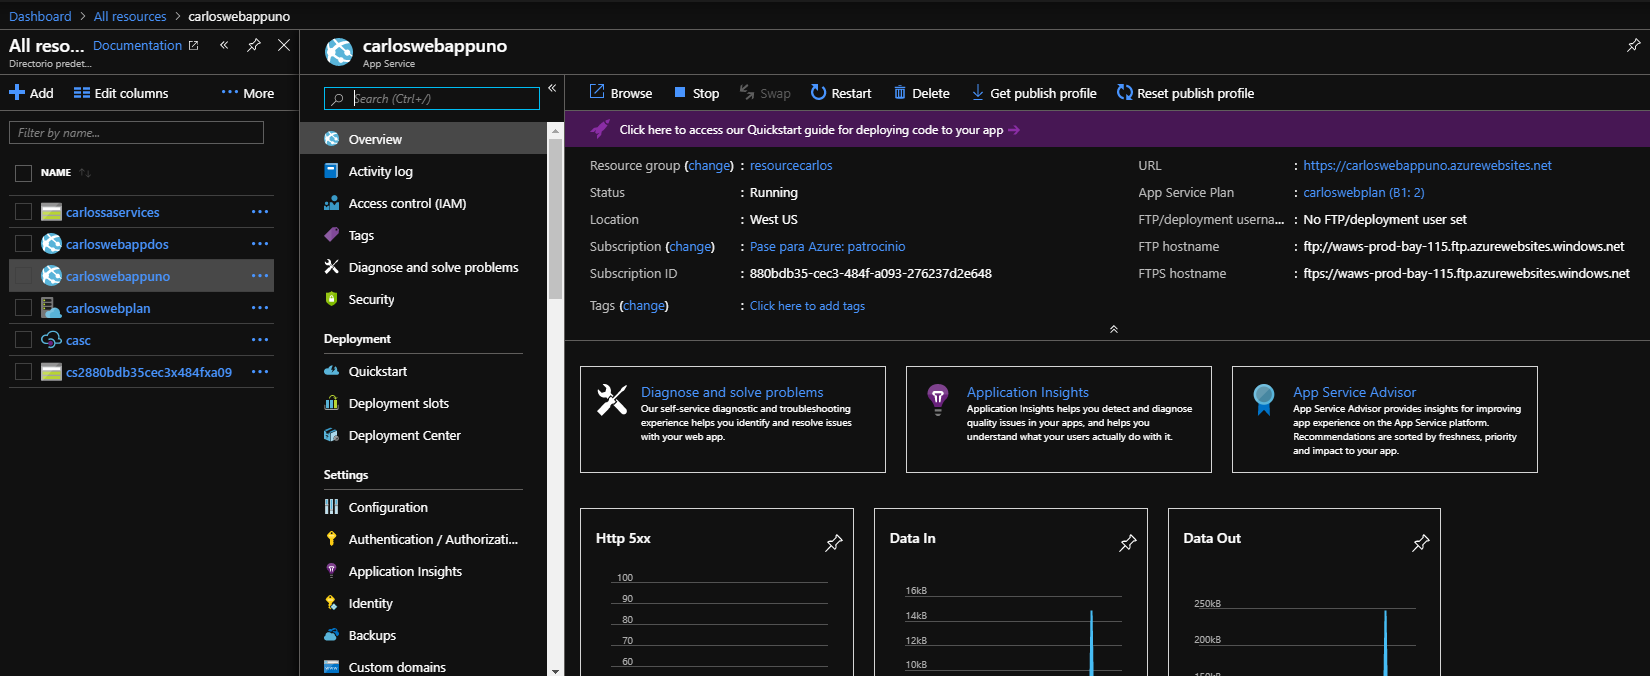 Dashboard > All resources > carloswebappuno
All reso... Documentation
Directorio predet...
Add Edit columns ··· More
Filter by name...
NAME
carlossaservices ···
carloswebappdos ···
carloswebappuno ···
carloswebplan ···
casc ···
cs2880bdb35cec3x484fxa09 ···
carloswebappuno
App Service
Search (Ctrl+/)
Overview
Activity log
Access control (IAM)
Tags
Diagnose and solve problems
Security
Deployment
Quickstart
Deployment slots
Deployment Center
Settings
Configuration
Authentication / Authorizati...
Application Insights
Identity
Backups
Custom domains
Browse Stop Swap Restart Delete Get publish profile Reset publish profile
Click here to access our Quickstart guide for deploying code to your app
Resource group (change) : resourcecarlos
Status : Running
Location : West US
Subscription (change) : Pase para Azure: patrocinio
Subscription ID : 880bdb35-cec3-484f-a093-276237d2e648
Tags (change) : Click here to add tags
URL : https://carloswebappuno.azurewebsites.net
App Service Plan : carloswebplan (B1: 2)
FTP/deployment userna... : No FTP/deployment user set
FTP hostname : ftp://waws-prod-bay-115.ftp.azurewebsites.windows.net
FTPS hostname : ftps://waws-prod-bay-115.ftp.azurewebsites.windows.net
Diagnose and solve problems
Our self-service diagnostic and troubleshooting
experience helps you identify and resolve issues
with your web app.
Application Insights
Application Insights helps you detect and diagnose
quality issues in your apps, and helps you
understand what your users actually do with it.
App Service Advisor
App Service Advisor provides insights for improving
app experience on the App Service platform.
Recommendations are sorted by freshness, priority
and impact to your app.
Http 5xx
100
90
80
70
60
Data In
16kB
14kB
12kB
10kB
Data Out
250kB
200kB
150kB